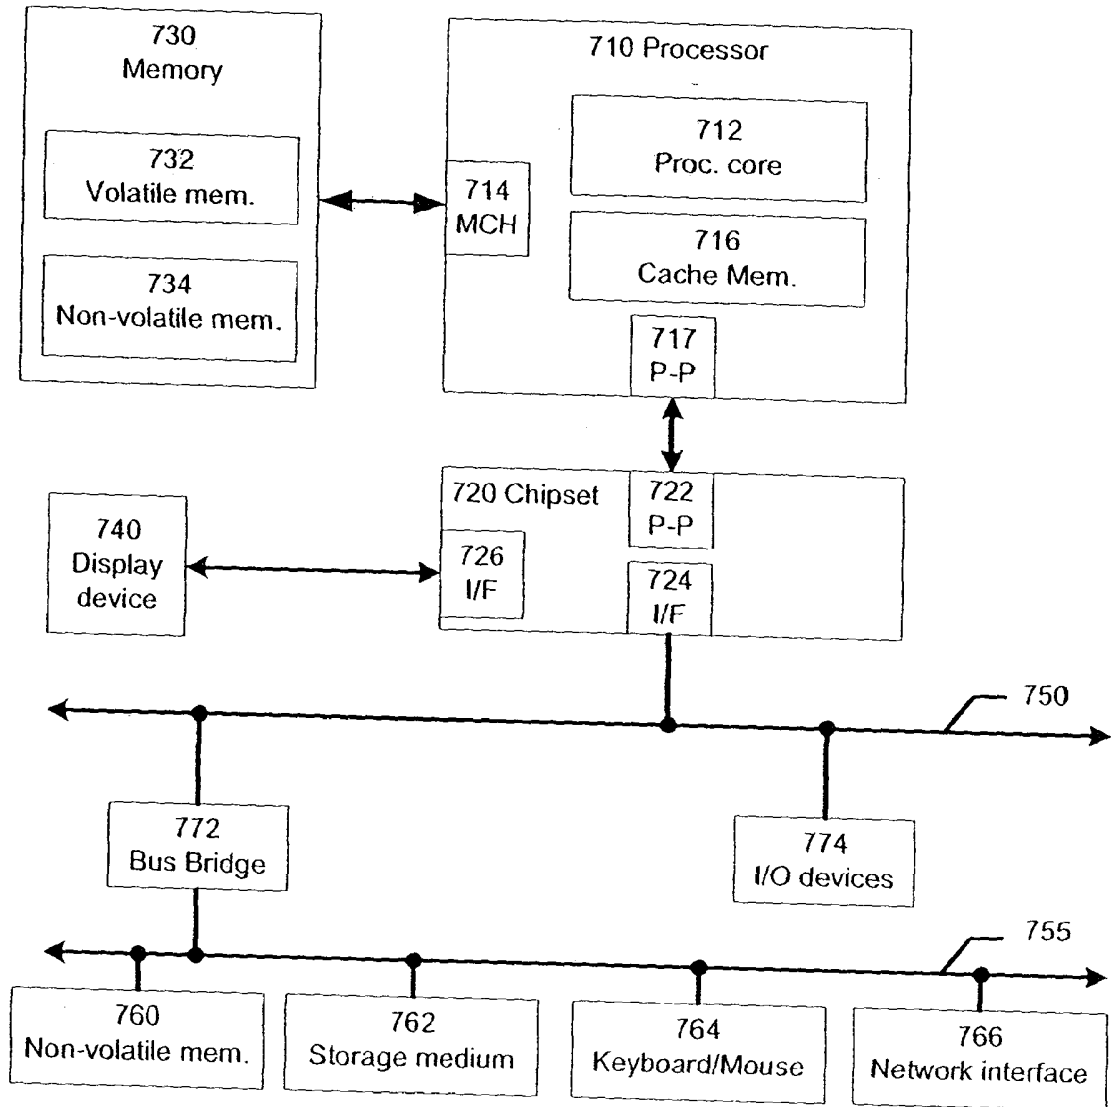 730
Memory
732
Volatile mem.
734
Non-volatile mem.
710 Processor
712
Proc. core
714
MCH
716
Cache Mem.
717
P-P
720 Chipset
722
P-P
726
I/F
724
I/F
740
Display
device
750
772
Bus Bridge
774
I/O devices
755
760
Non-volatile mem.
762
Storage medium
764
Keyboard/Mouse
766
Network interface